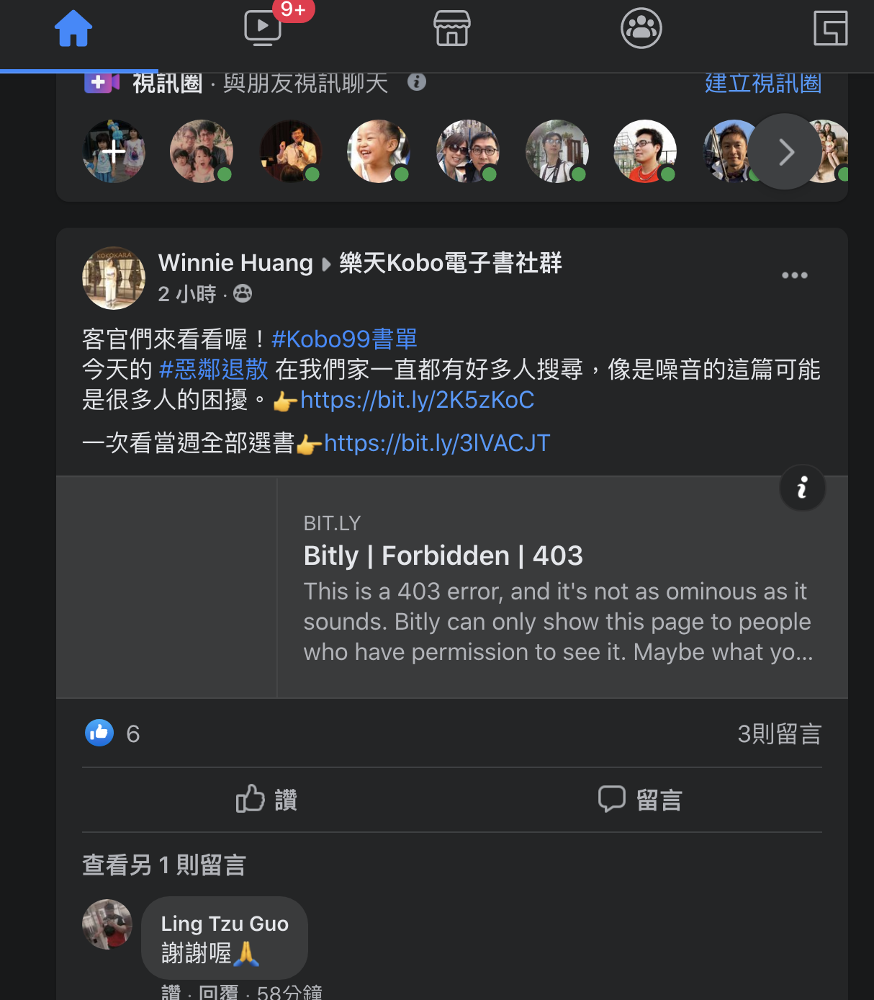 9+
視訊圈 · 與朋友視訊聊天
建立視訊圈
KOKOKARA
Winnie Huang ▸ 樂天Kobo電子書社群
2 小時 ·
客官們來看看喔！#Kobo99書單
今天的 #惡鄰退散 在我們家一直都有好多人搜尋，像是噪音的這篇可能
是很多人的困擾。👉https://bit.ly/2K5zKoC
一次看當週全部選書👉https://bit.ly/3lVACJT
BIT.LY
Bitly | Forbidden | 403
This is a 403 error, and it's not as ominous as it
sounds. Bitly can only show this page to people
who have permission to see it. Maybe what yo...
6
3則留言
讚
留言
查看另 1 則留言
Ling Tzu Guo
謝謝喔🙏
讚 · 回覆 · 58分鐘